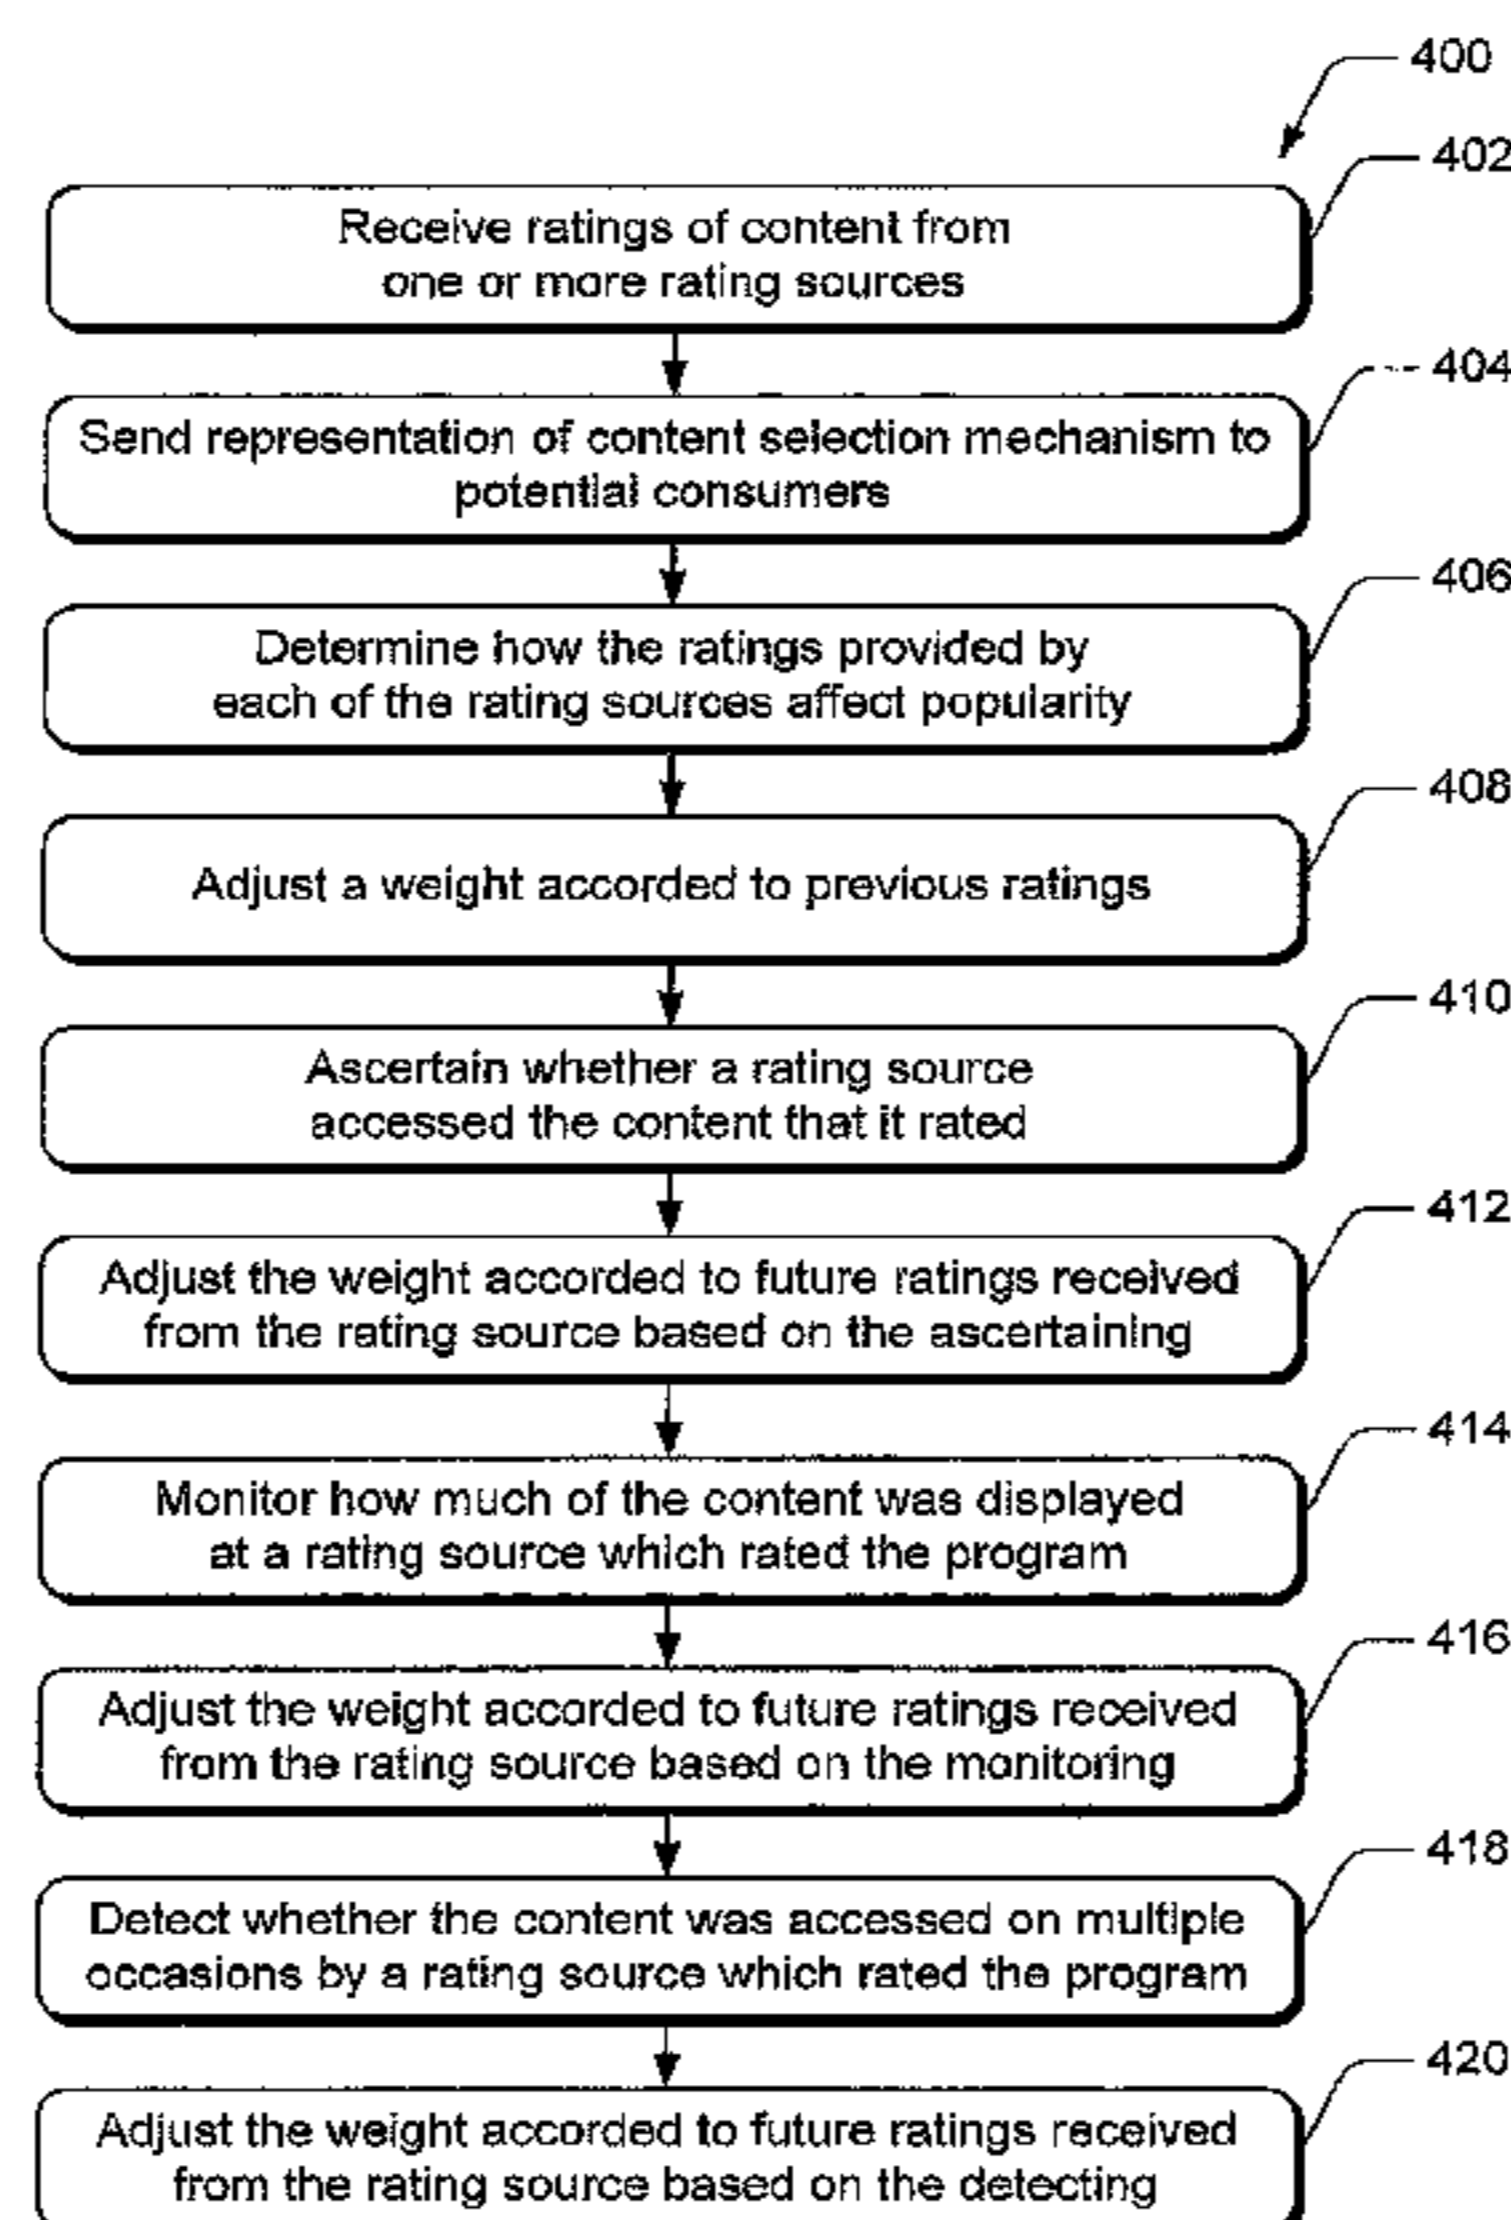 400
402
Receive ratings of content from
one or more rating sources
404
Send representation of content selection mechanism to
potential consumers
406
Determine how the ratings provided by
each of the rating sources affect popularity
408
Adjust a weight accorded to previous ratings
410
Ascertain whether a rating source
accessed the content that it rated
412
Adjust the weight accorded to future ratings received
from the rating source based on the ascertaining
414
Monitor how much of the content was displayed
at a rating source which rated the program
416
Adjust the weight accorded to future ratings received
from the rating source based on the monitoring
418
Detect whether the content was accessed on multiple
occasions by a rating source which rated the program
420
Adjust the weight accorded to future ratings received
from the rating source based on the detecting